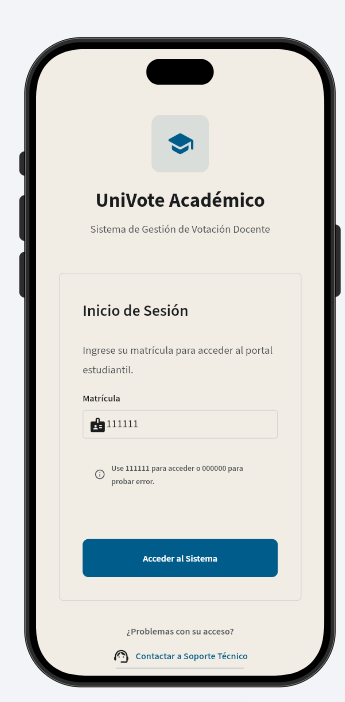 UniVote Académico
Sistema de Gestión de Votación Docente
Inicio de Sesión
Ingrese su matrícula para acceder al portal
estudiantil.
Matrícula
111111
Use 111111 para acceder o 000000 para
probar error.
Acceder al Sistema
¿Problemas con su acceso?
Contactar a Soporte Técnico